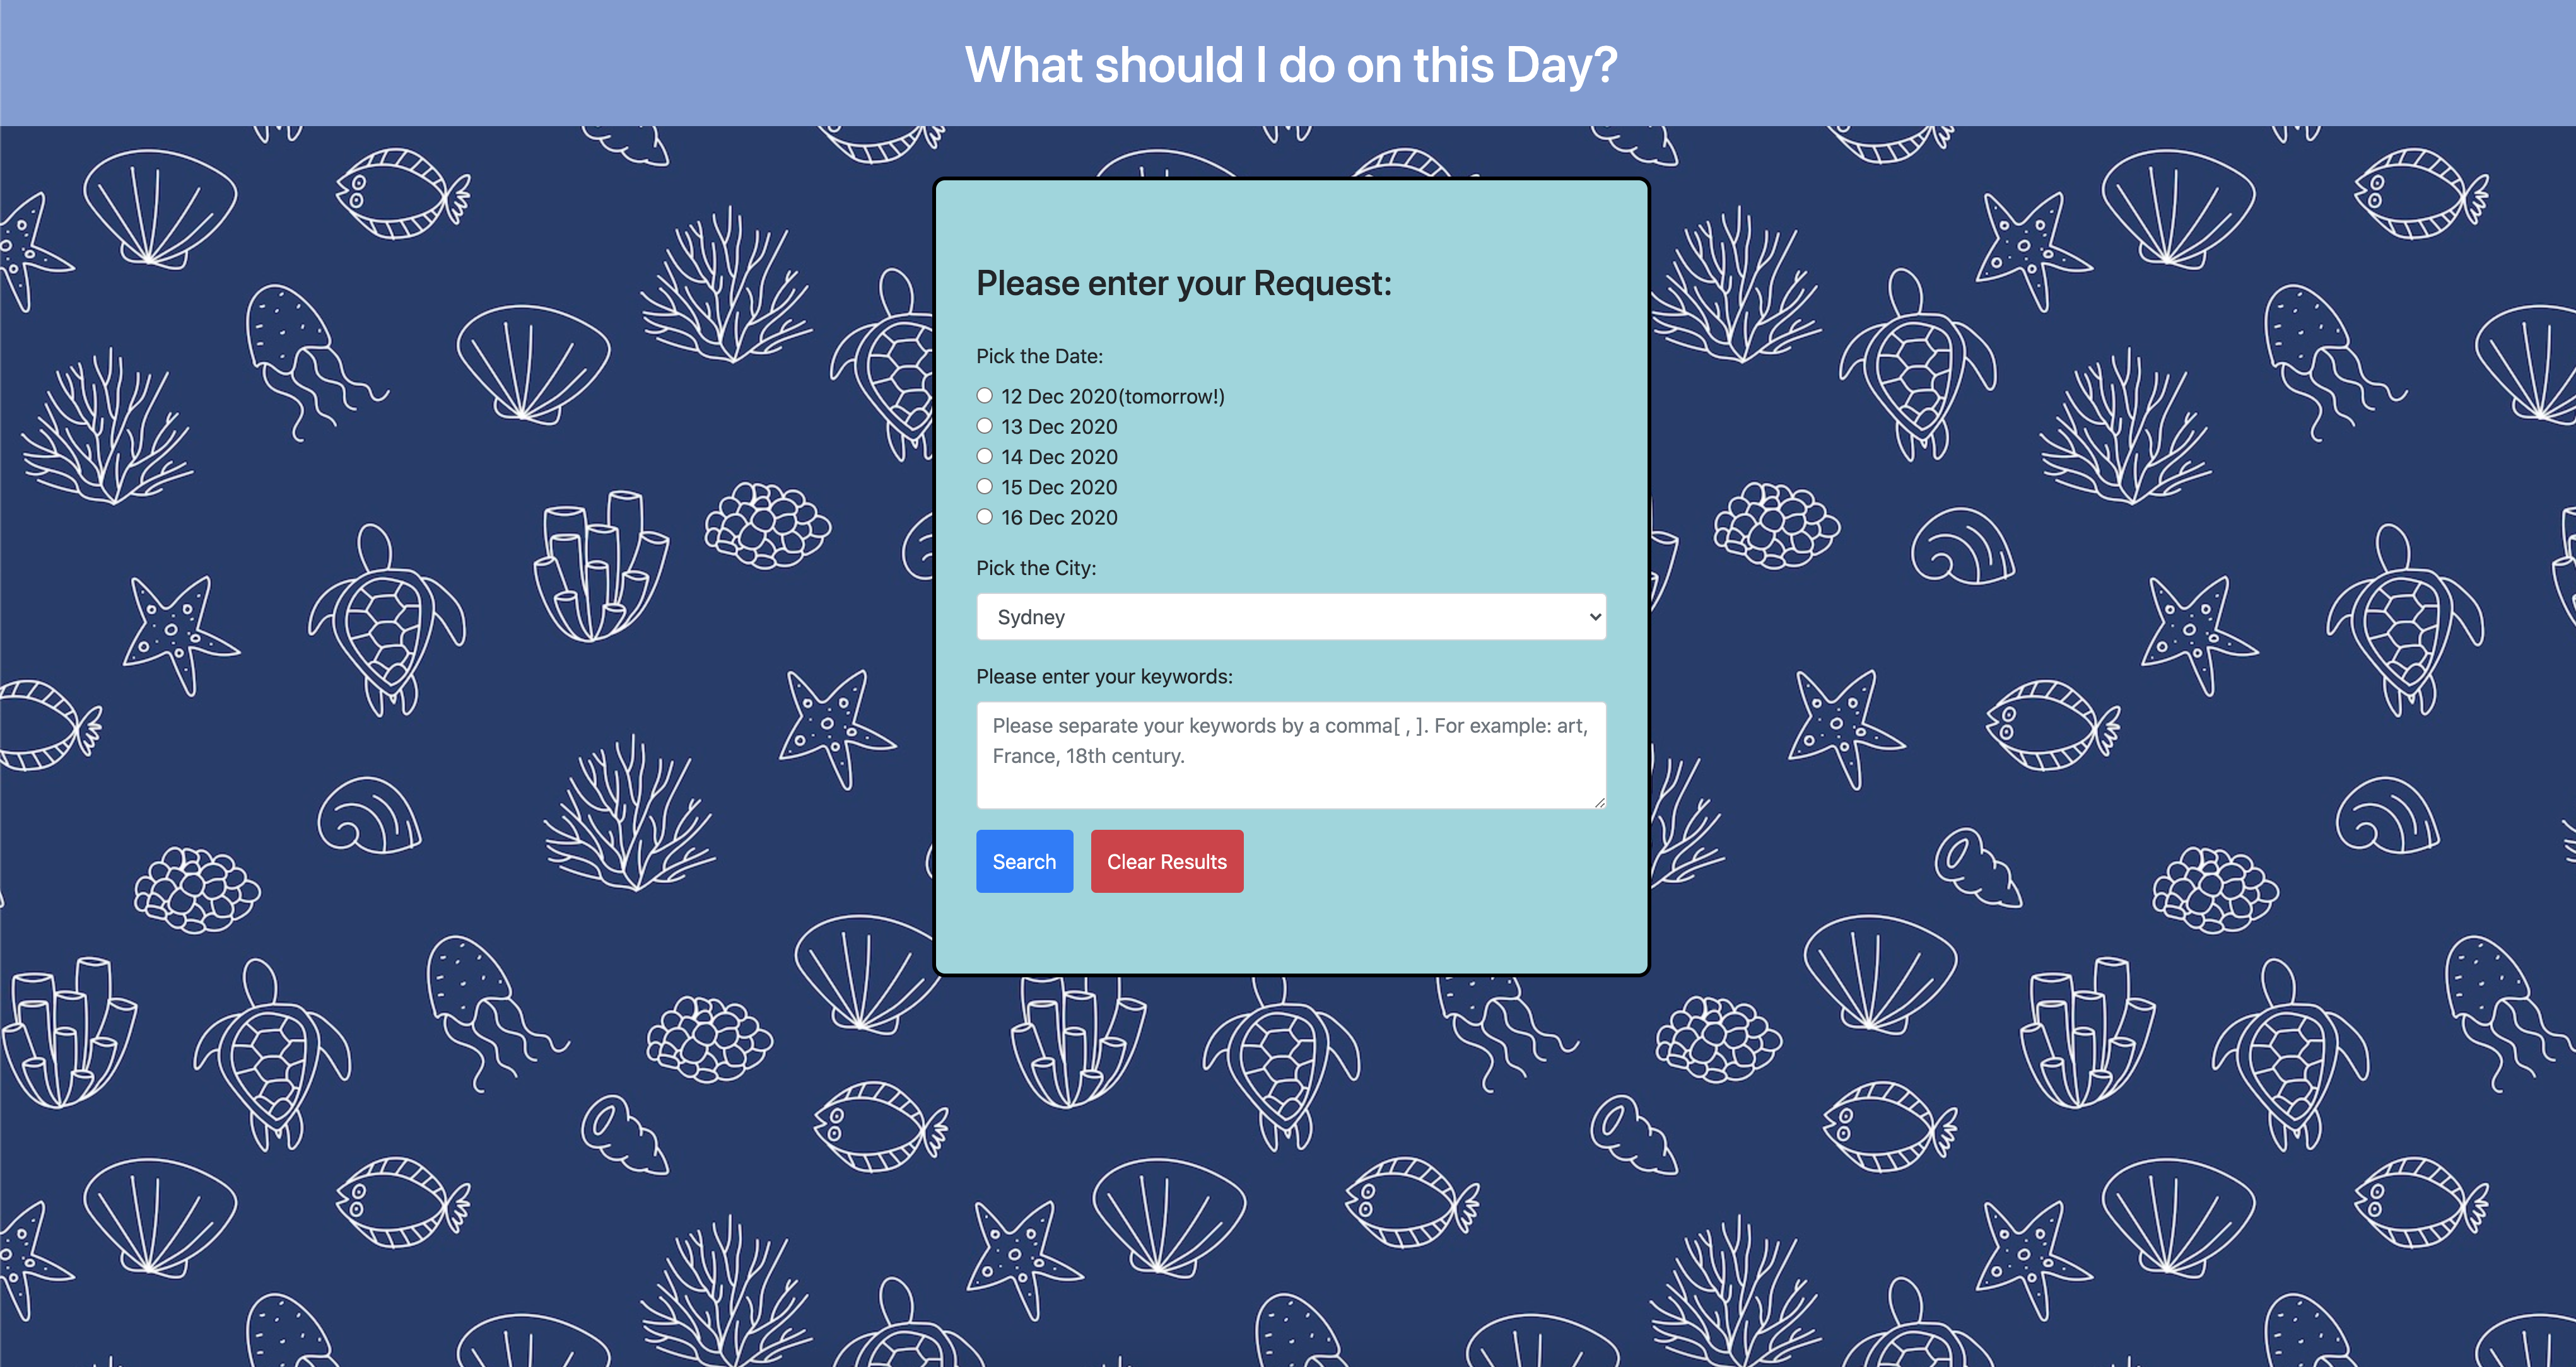 What should I do on this Day?
Please enter your Request:
Pick the Date:
12 Dec 2020(tomorrow!)
13 Dec 2020
14 Dec 2020
15 Dec 2020
16 Dec 2020
Pick the City:
Sydney
Please enter your keywords:
Please separate your keywords by a comma[ , ]. For example: art,
France, 18th century.
Search Clear Results